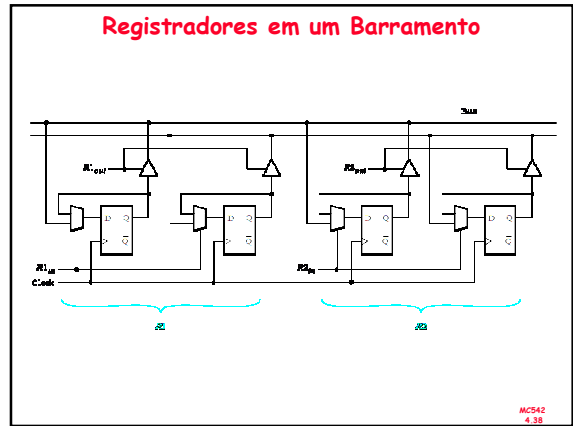 Registradores em um Barramento
Bus
R1out
R2out
D Q
Q
D Q
Q
D Q
Q
D Q
Q
R1in
R2in
Clock
R1
R2
MC542
4.38